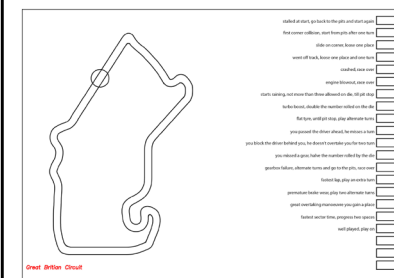 stalled at start, go back to the pits and start again
first corner collision, start from pits after one turn
slide on corner, loose one place
went off track, loose one place and one turn
crashed, race over
engine blowout, race over
starts raining, not more than three allowed on die, till pit stop
turbo boost, double the number rolled on the die
flat tyre, until pit stop, play alternate turns
you passed the driver ahead, he misses a turn
you block the driver behind you, he doesn't overtake you for two turn
you missed a gear, halve the number rolled by the die
gearbox failure, alternate turns and go to the pits, race over
fastest lap, play an extra turn
premature brake wear, play two alternate turns
great overtaking manoeuvre you gain a place
fastest sector time, progress two spaces
well played, play on
Great Britian Circuit